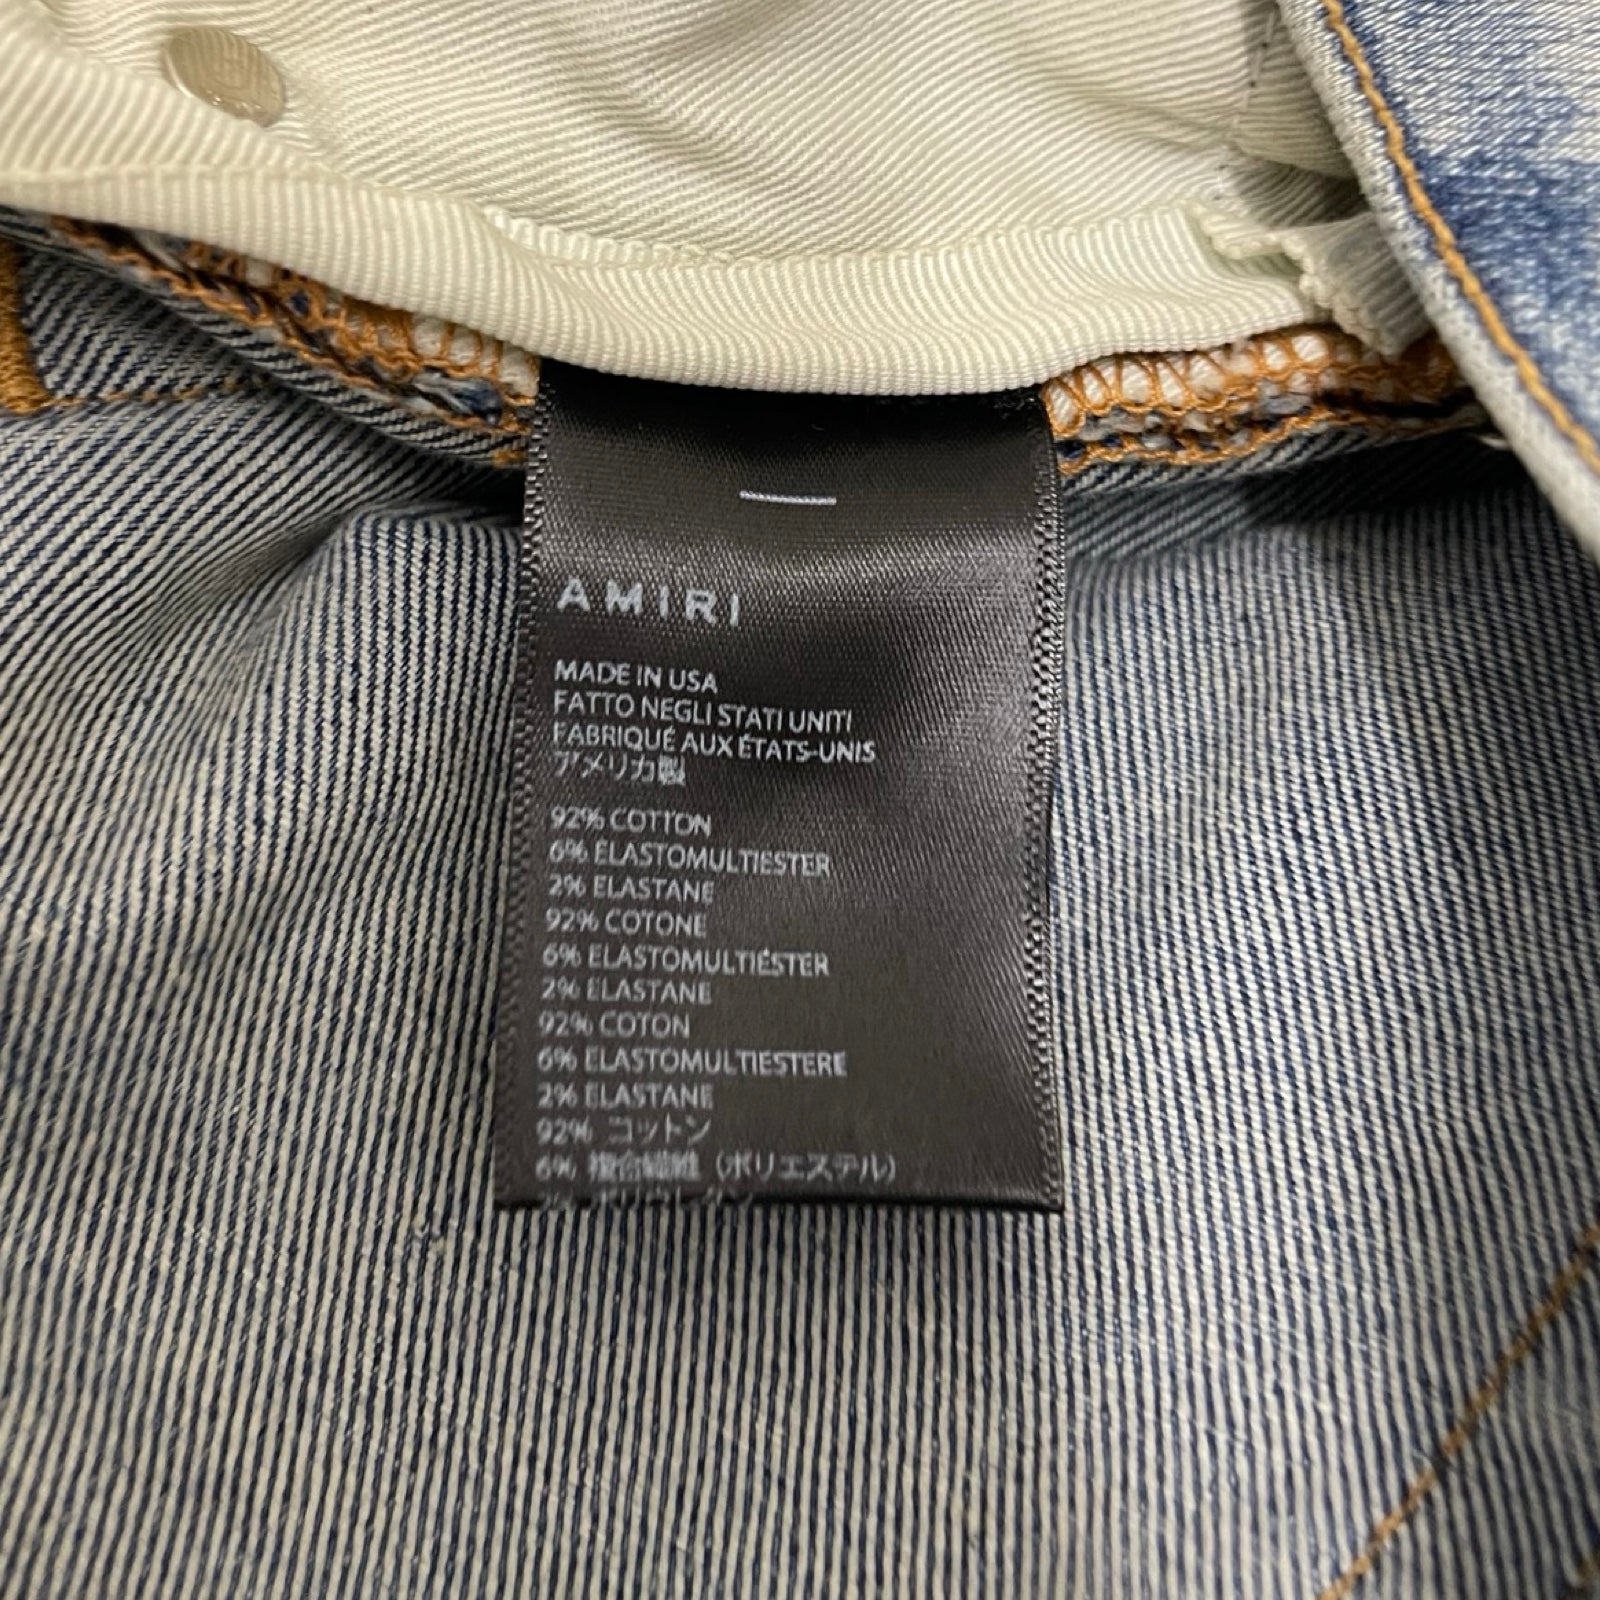 AMIRI
MADE IN USA
FATTO NEGLI STATI UNITI
FABRIQUÉ AUX ÉTATS-UNIS
アメリカ製
92% COTTON
6% ELASTOMULTIESTER
2% ELASTANE
92% COTONE
6% ELASTOMULTIÉSTER
2% ELASTANE
92% COTON
6% ELASTOMULTIESTERE
2% ELASTANE
92% コットン
6% 複合繊維 (ポリエステル)